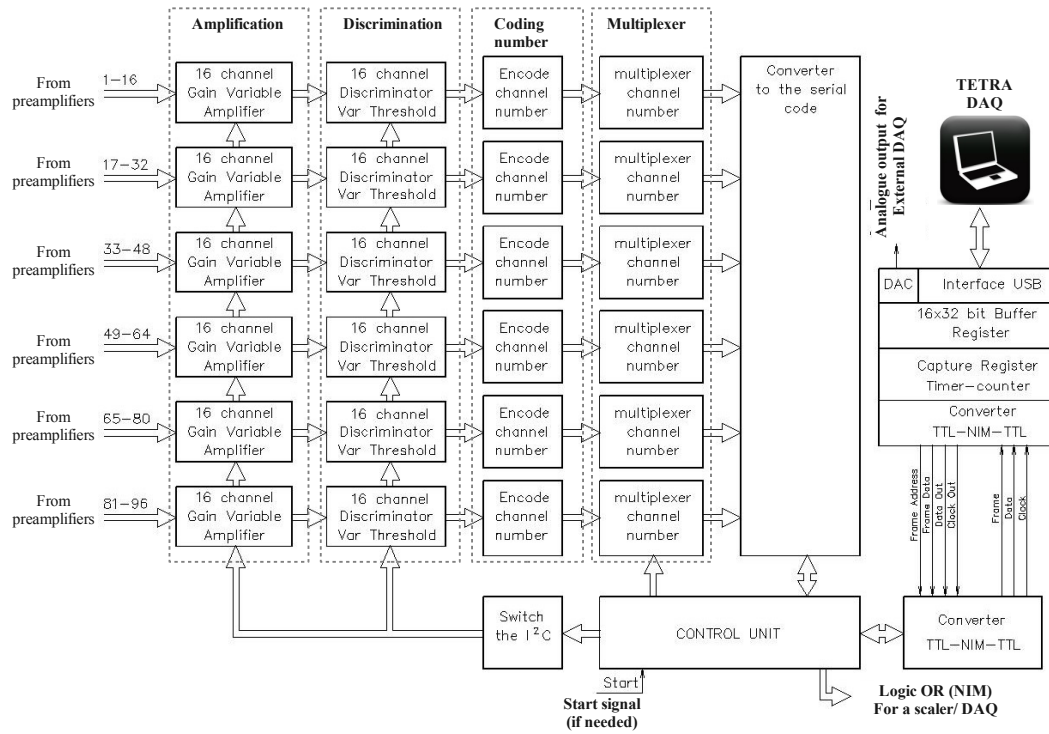 Amplification
Discrimination
Coding
number
Multiplexer
From
preamplifiers
1-16
16 channel
Gain Variable
Amplifier
16 channel
Discriminator
Var Threshold
Encode
channel
number
multiplexer
channel
number
Converter
to the serial
code
From
preamplifiers
17-32
16 channel
Gain Variable
Amplifier
16 channel
Discriminator
Var Threshold
Encode
channel
number
multiplexer
channel
number
From
preamplifiers
33-48
16 channel
Gain Variable
Amplifier
16 channel
Discriminator
Var Threshold
Encode
channel
number
multiplexer
channel
number
From
preamplifiers
49-64
16 channel
Gain Variable
Amplifier
16 channel
Discriminator
Var Threshold
Encode
channel
number
multiplexer
channel
number
From
preamplifiers
65-80
16 channel
Gain Variable
Amplifier
16 channel
Discriminator
Var Threshold
Encode
channel
number
multiplexer
channel
number
From
preamplifiers
81-96
16 channel
Gain Variable
Amplifier
16 channel
Discriminator
Var Threshold
Encode
channel
number
multiplexer
channel
number
Analogue output for
External DAQ
TETRA
DAQ
DAC
Interface USB
16x32 bit Buffer
Register
Capture Register
Timer-counter
Converter
TTL-NIM-TTL
Frame Address
Frame Data
Data Out
Clock Out
Frame
Data
Clock
Switch
the I²C
CONTROL UNIT
Converter
TTL-NIM-TTL
Start
Start signal
(if needed)
Logic OR (NIM)
For a scaler/ DAQ